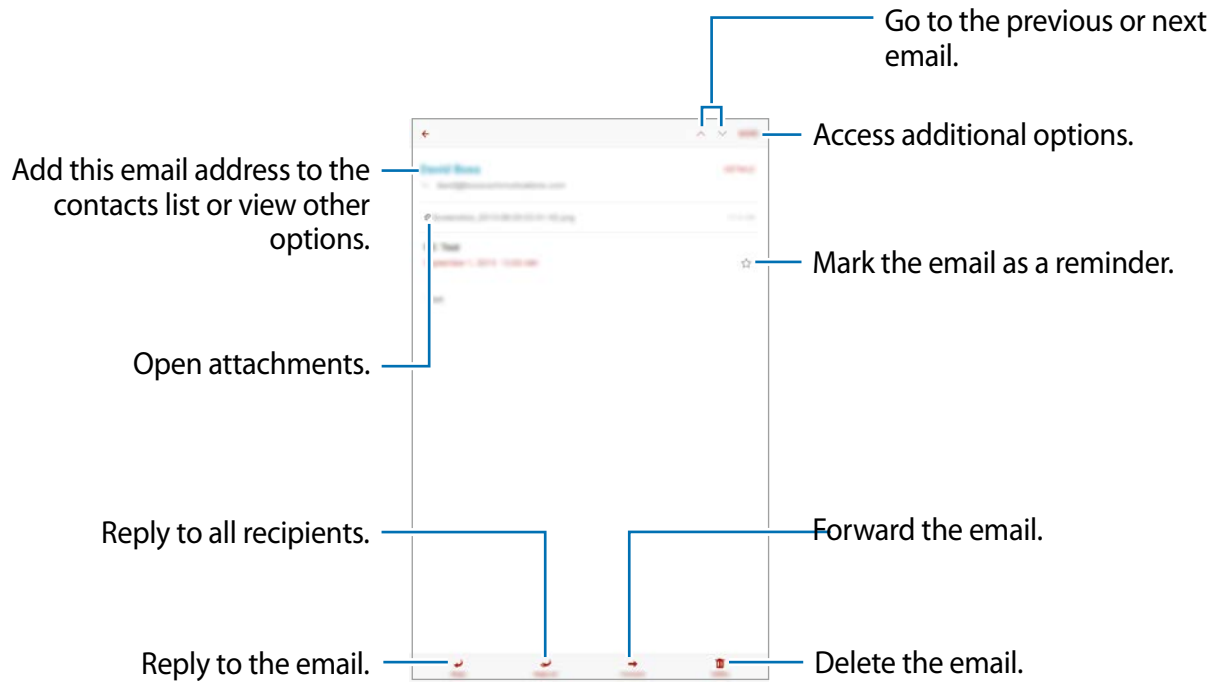 Go to the previous or next
email.
Access additional options.
Add this email address to the
contacts list or view other
options.
Mark the email as a reminder.
Open attachments.
Reply to all recipients.
Forward the email.
Reply to the email.
Delete the email.